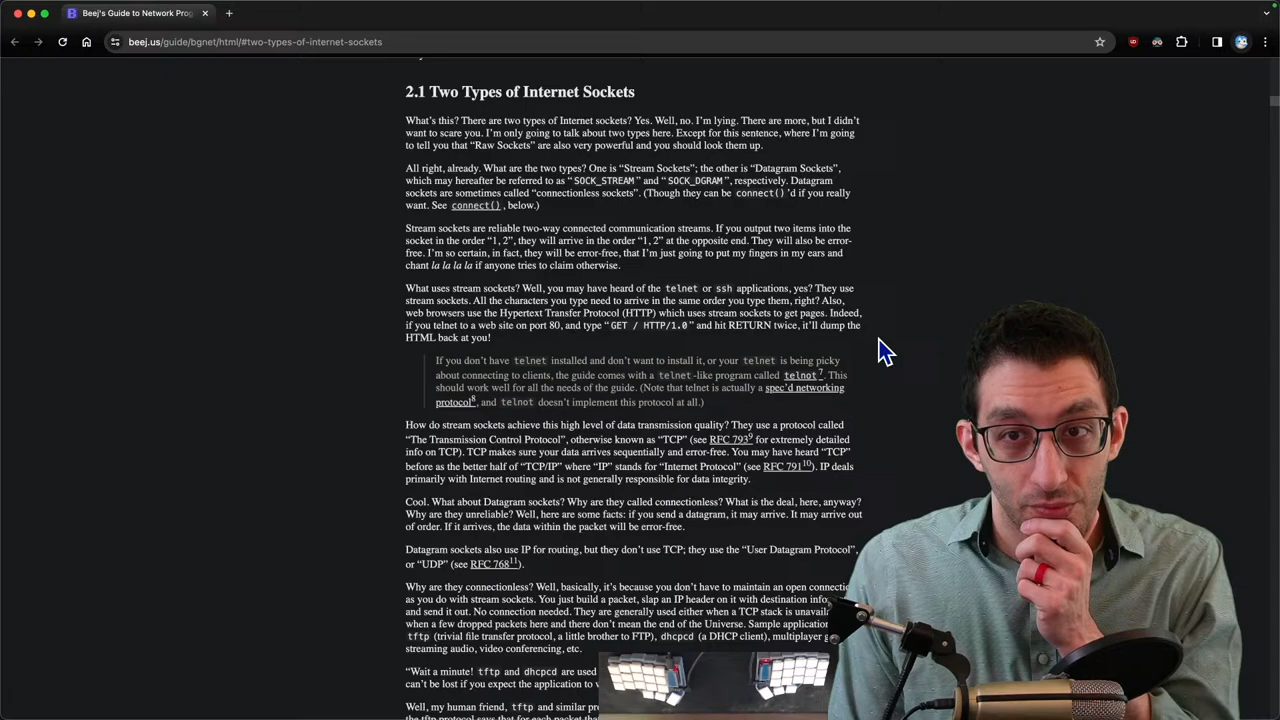 Beej's Guide to Network Prog
beej.us/guide/bgnet/html/#two-types-of-internet-sockets
2.1 Two Types of Internet Sockets
What's this? There are two types of Internet sockets? Yes. Well, no. I'm lying. There are more, but I didn't
want to scare you. I'm only going to talk about two types here. Except for this sentence, where I'm going
to tell you that “Raw Sockets” are also very powerful and you should look them up.
All right, already. What are the two types? One is “Stream Sockets”; the other is “Datagram Sockets”,
which may hereafter be referred to as “SOCK_STREAM” and “SOCK_DGRAM”, respectively. Datagram
sockets are sometimes called “connectionless sockets”. (Though they can be connect()'d if you really
want. See connect(), below.)
Stream sockets are reliable two-way connected communication streams. If you output two items into the
socket in the order “1, 2”, they will arrive in the order “1, 2” at the opposite end. They will also be error-
free. I'm so certain, in fact, they will be error-free, that I'm just going to put my fingers in my ears and
chant la la la la if anyone tries to claim otherwise.
What uses stream sockets? Well, you may have heard of the telnet or ssh applications, yes? They use
stream sockets. All the characters you type need to arrive in the same order you type them, right? Also,
web browsers use the Hypertext Transfer Protocol (HTTP) which uses stream sockets to get pages. Indeed,
if you telnet to a web site on port 80, and type “GET / HTTP/1.0” and hit RETURN twice, it'll dump the
HTML back at you!
If you don't have telnet installed and don't want to install it, or your telnet is being picky
about connecting to clients, the guide comes with a telnet-like program called telnot7. This
should work well for all the needs of the guide. (Note that telnet is actually a spec'd networking
protocol8, and telnot doesn't implement this protocol at all.)
How do stream sockets achieve this high level of data transmission quality? They use a protocol called
“The Transmission Control Protocol”, otherwise known as “TCP” (see RFC 7939 for extremely detailed
info on TCP). TCP makes sure your data arrives sequentially and error-free. You may have heard “TCP”
before as the better half of “TCP/IP” where “IP” stands for “Internet Protocol” (see RFC 79110). IP deals
primarily with Internet routing and is not generally responsible for data integrity.
Cool. What about Datagram sockets? Why are they called connectionless? What is the deal, here, anyway?
Why are they unreliable? Well, here are some facts: if you send a datagram, it may arrive. It may arrive out
of order. If it arrives, the data within the packet will be error-free.
Datagram sockets also use IP for routing, but they don't use TCP; they use the “User Datagram Protocol”,
or “UDP” (see RFC 76811).
Why are they connectionless? Well, basically, it's because you don't have to maintain an open connectio
as you do with stream sockets. You just build a packet, slap an IP header on it with destination info
and send it out. No connection needed. They are generally used either when a TCP stack is unavaila
when a few dropped packets here and there don't mean the end of the Universe. Sample application
tftp (trivial file transfer protocol, a little brother to FTP), dhcpcd (a DHCP client), multiplayer g
streaming audio, video conferencing, etc.
“Wait a minute! tftp and dhcpcd are used
can't be lost if you expect the application to w
Well, my human friend, tftp and similar pr
the tftp protocol says that for each packet tha